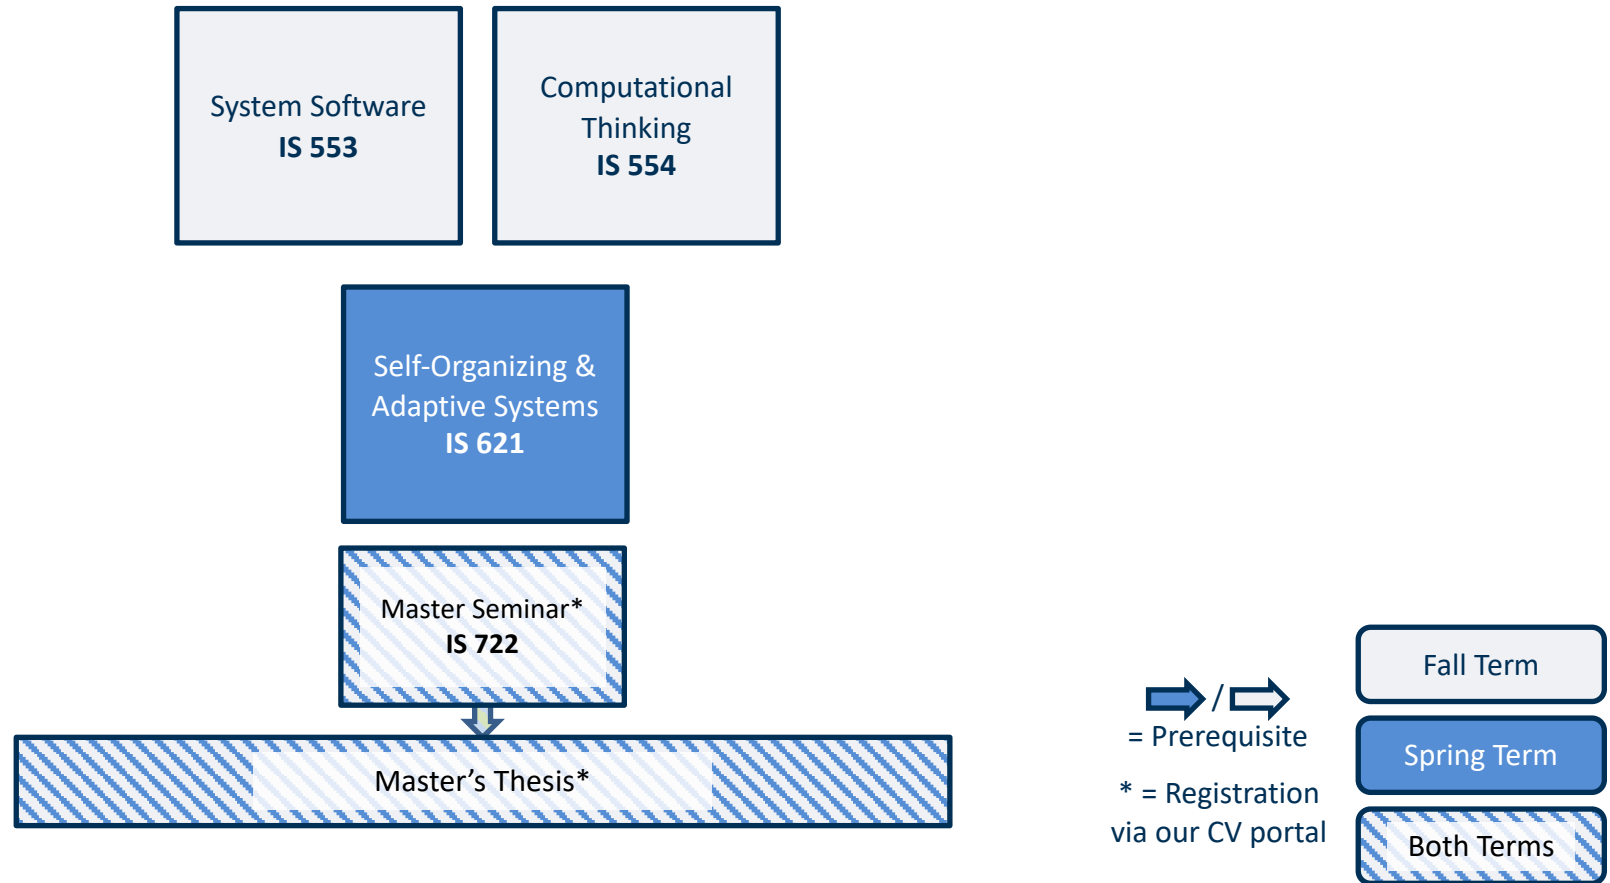 System Software
IS 553
Computational
Thinking
IS 554
Self-Organizing &
Adaptive Systems
IS 621
Master Seminar*
IS 722
Master’s Thesis*
/
= Prerequisite
* = Registration
via our CV portal
Fall Term
Spring Term
Both Terms